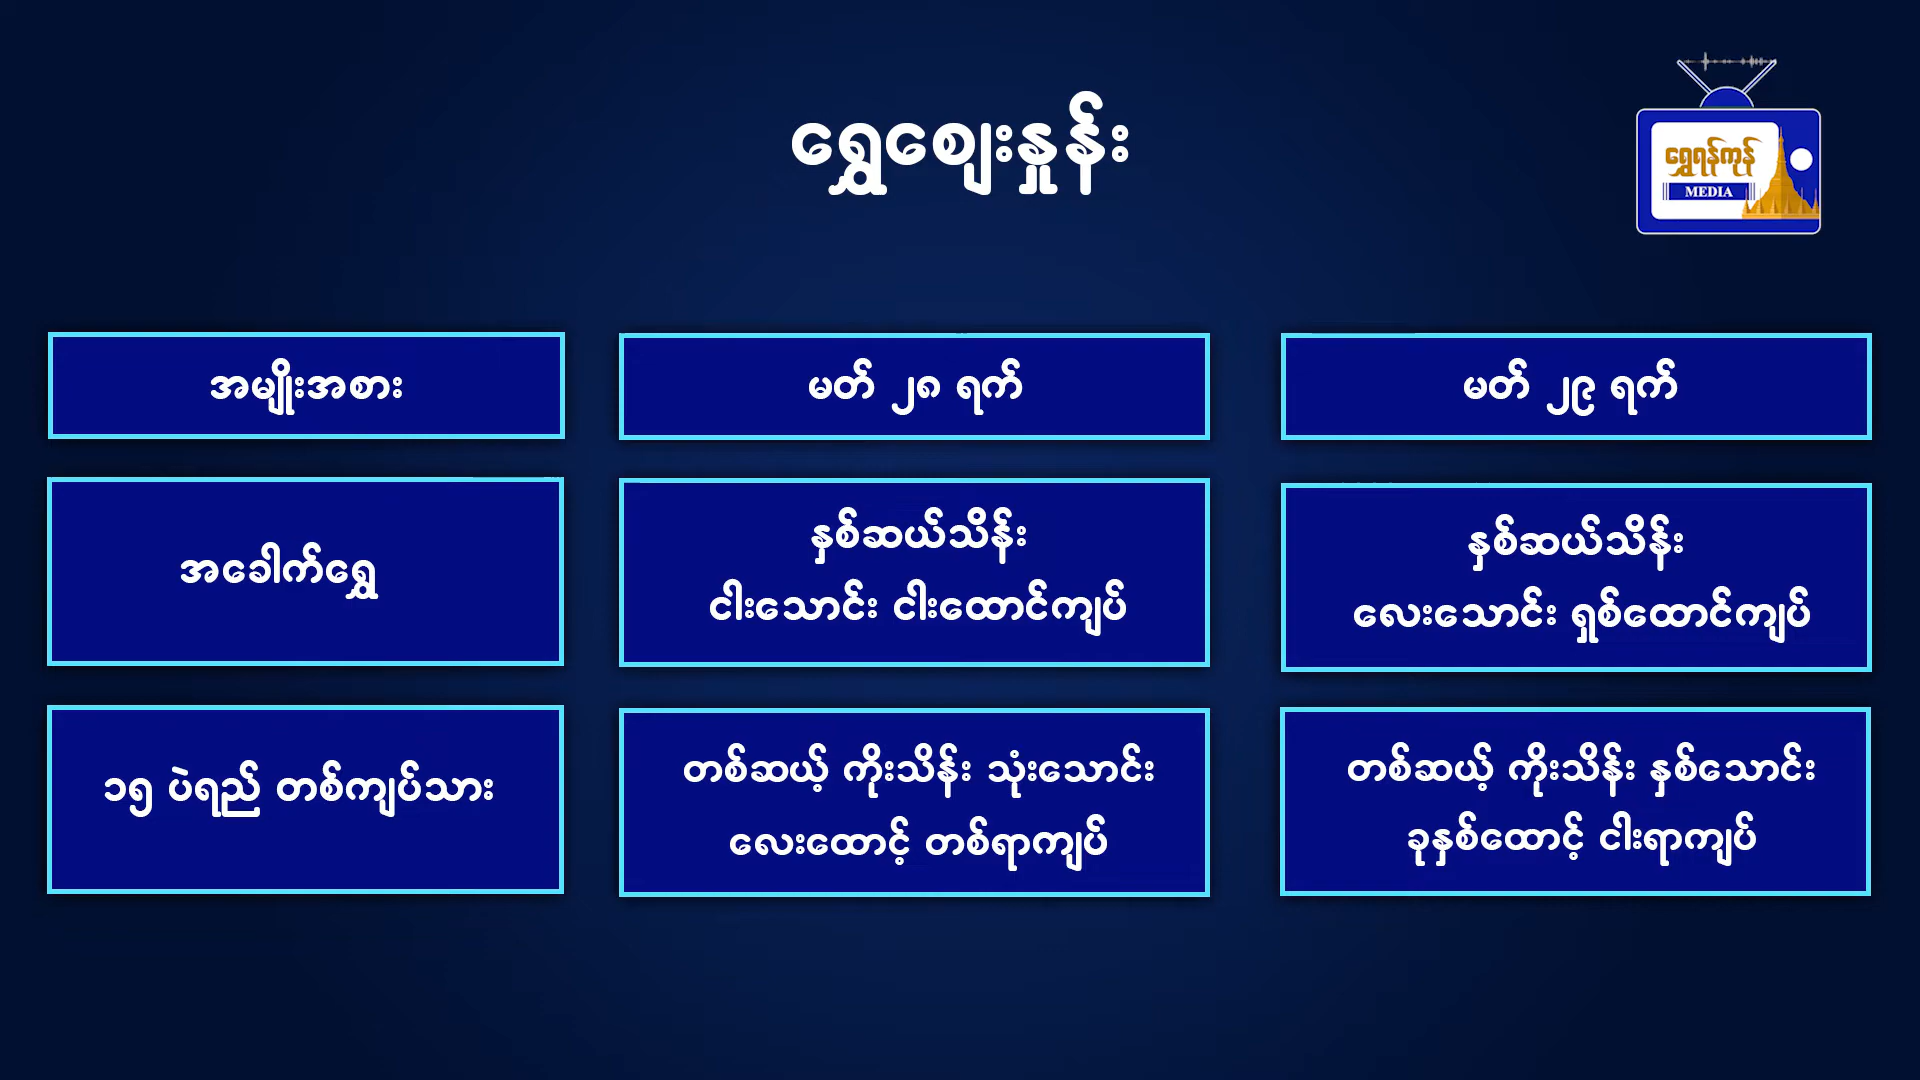 ရွှေဈေးနှုန်း
ရွှေရန်ကုန်
MEDIA
အမျိုးအစား
မတ် ၂၈ ရက်
မတ် ၂၉ ရက်
အခေါက်ရွှေ
နှစ်ဆယ်သိန်း
ငါးသောင်း ငါးထောင်ကျပ်
နှစ်ဆယ်သိန်း
လေးသောင်း ရှစ်ထောင်ကျပ်
၁၅ ပဲရည် တစ်ကျပ်သား
တစ်ဆယ့် ကိုးသိန်း သုံးသောင်း
လေးထောင့် တစ်ရာကျပ်
တစ်ဆယ့် ကိုးသိန်း နှစ်သောင်း
ခုနှစ်ထောင့် ငါးရာကျပ်